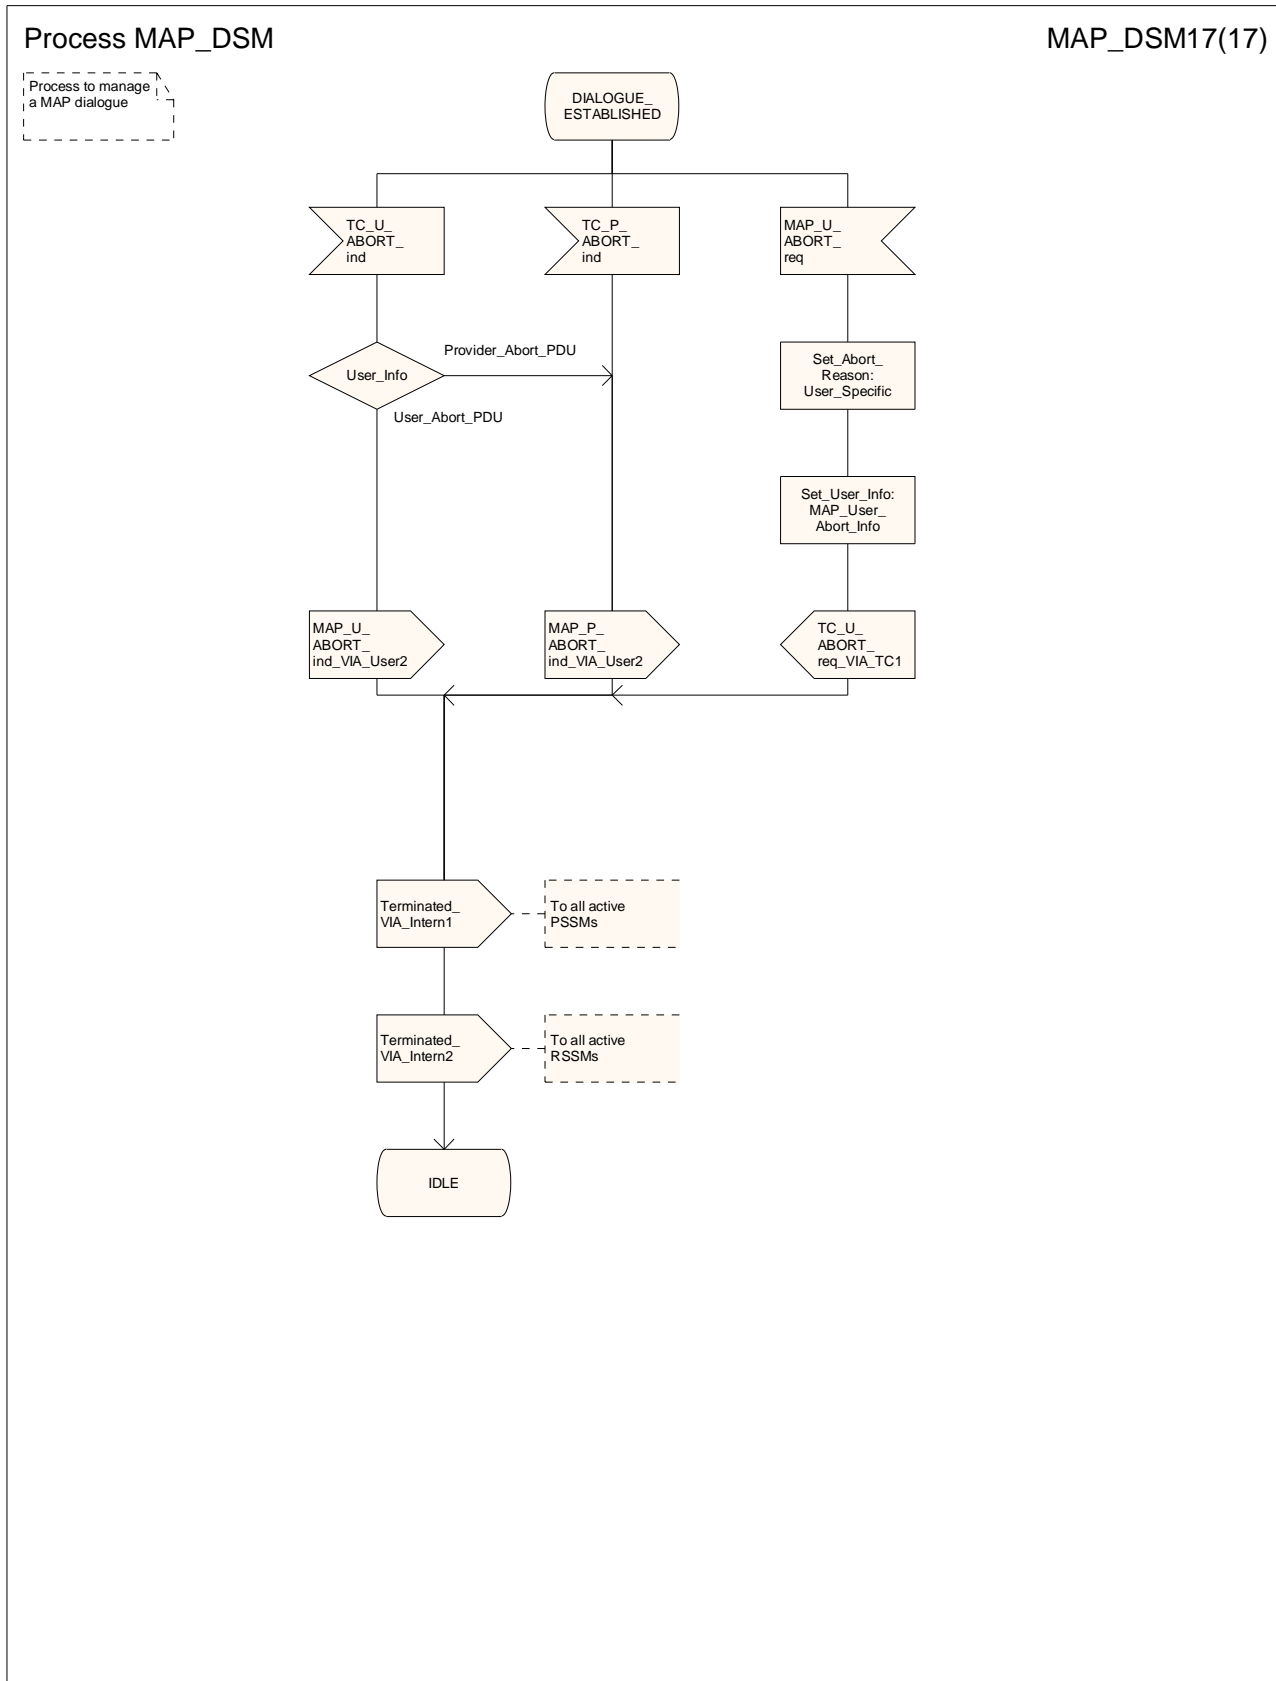 Process MAP_DSM
MAP_DSM17(17)
Process to manage
a MAP dialogue
DIALOGUE_
ESTABLISHED
TC_U_
ABORT_
ind
TC_P_
ABORT_
ind
MAP_U_
ABORT_
req
Provider_Abort_PDU
User_Info
User_Abort_PDU
Set_Abort_
Reason:
User_Specific
Set_User_Info:
MAP_User_
Abort_Info
MAP_U_
ABORT_
ind_VIA_User2
MAP_P_
ABORT_
ind_VIA_User2
TC_U_
ABORT_
req_VIA_TC1
Terminated_
VIA_Intern1
To all active
PSSMs
Terminated_
VIA_Intern2
To all active
RSSMs
IDLE